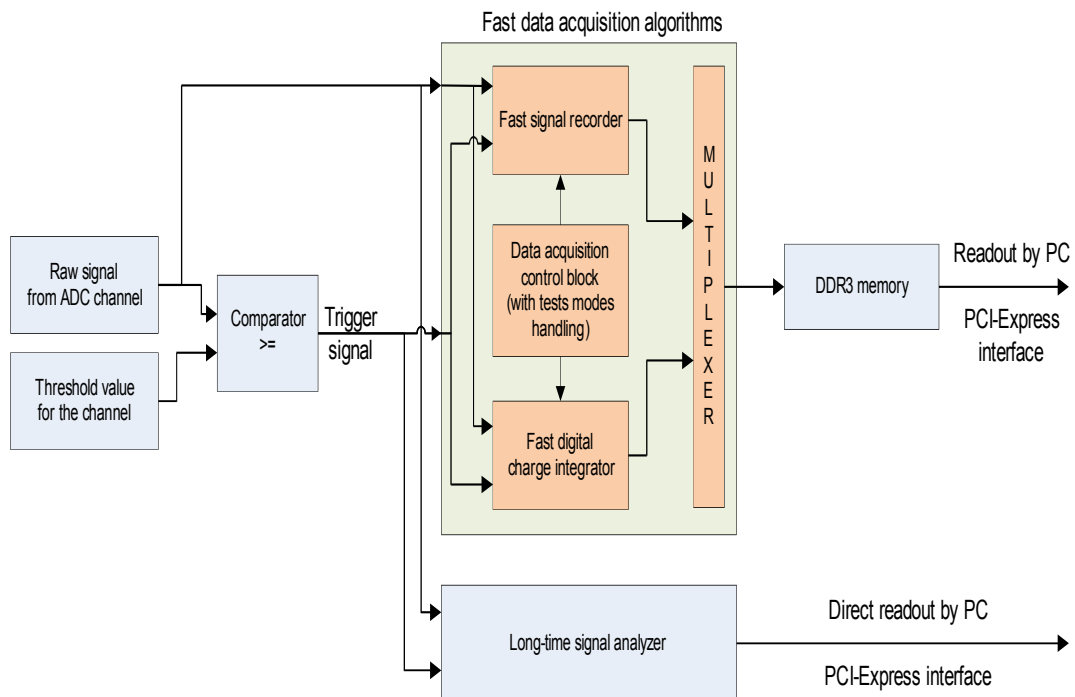 Fast data acquisition algorithms
Fast signal recorder
MULTIPLEXER
Data acquisition
control block
(with tests modes
handling)
Fast digital
charge integrator
Raw signal
from ADC channel
Threshold value
for the channel
Comparator
>=
Trigger
signal
DDR3 memory
Readout by PC
PCI-Express
interface
Long-time signal analyzer
Direct readout by PC
PCI-Express interface